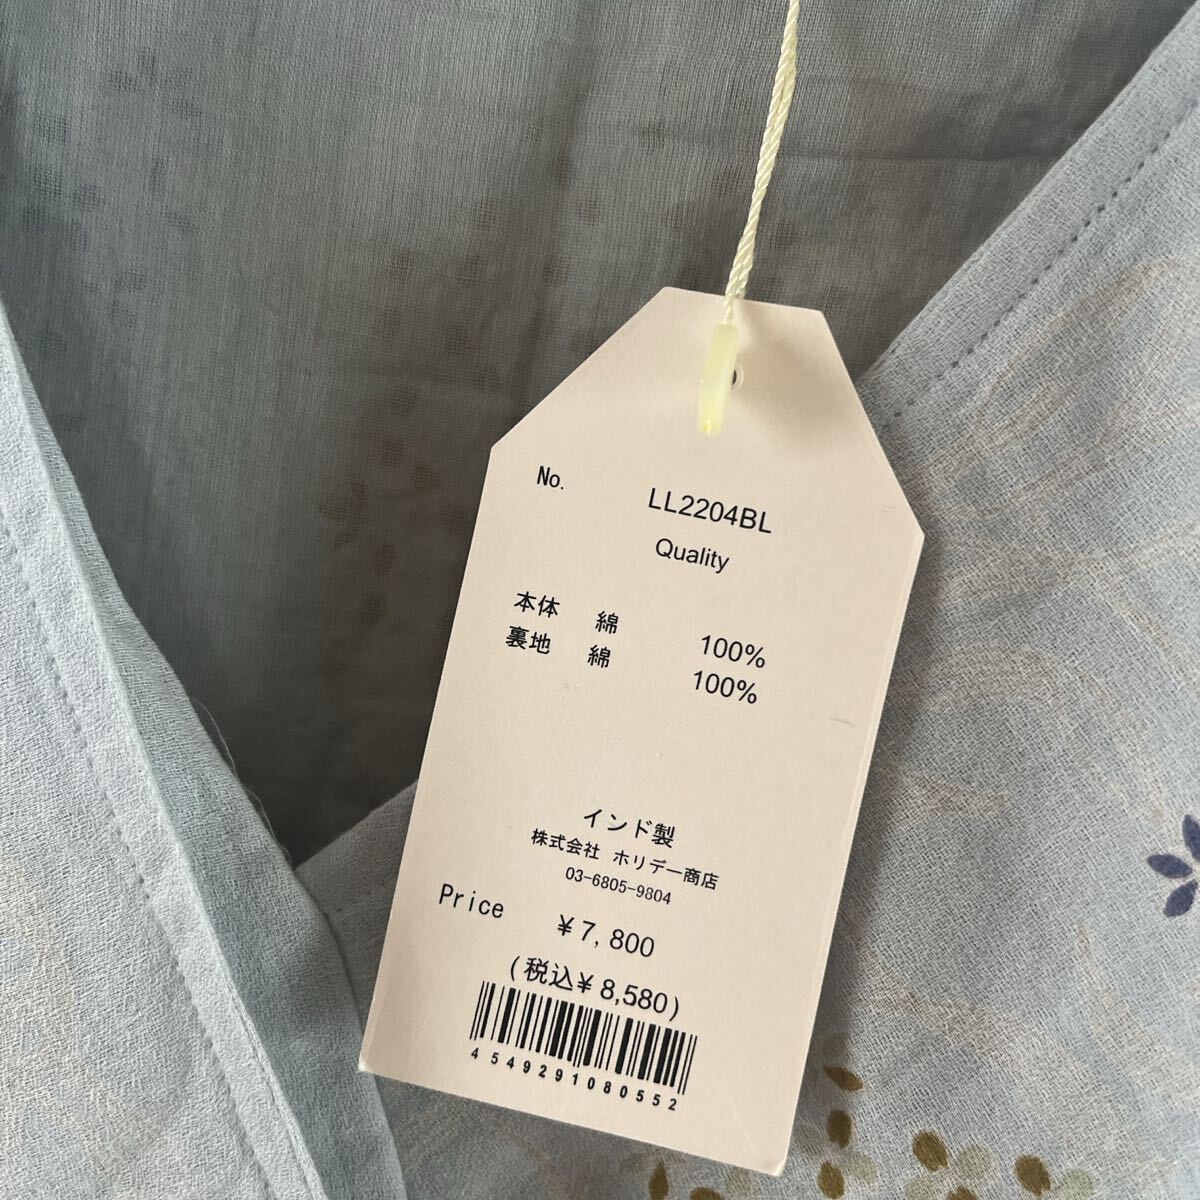 No. LL2204BL
Quality
本体 綿 100%
裏地 綿 100%
インド製
株式会社 ホリデー商店
03-6805-9804
Price ¥7,800
(税込¥8,580)
4549291080552